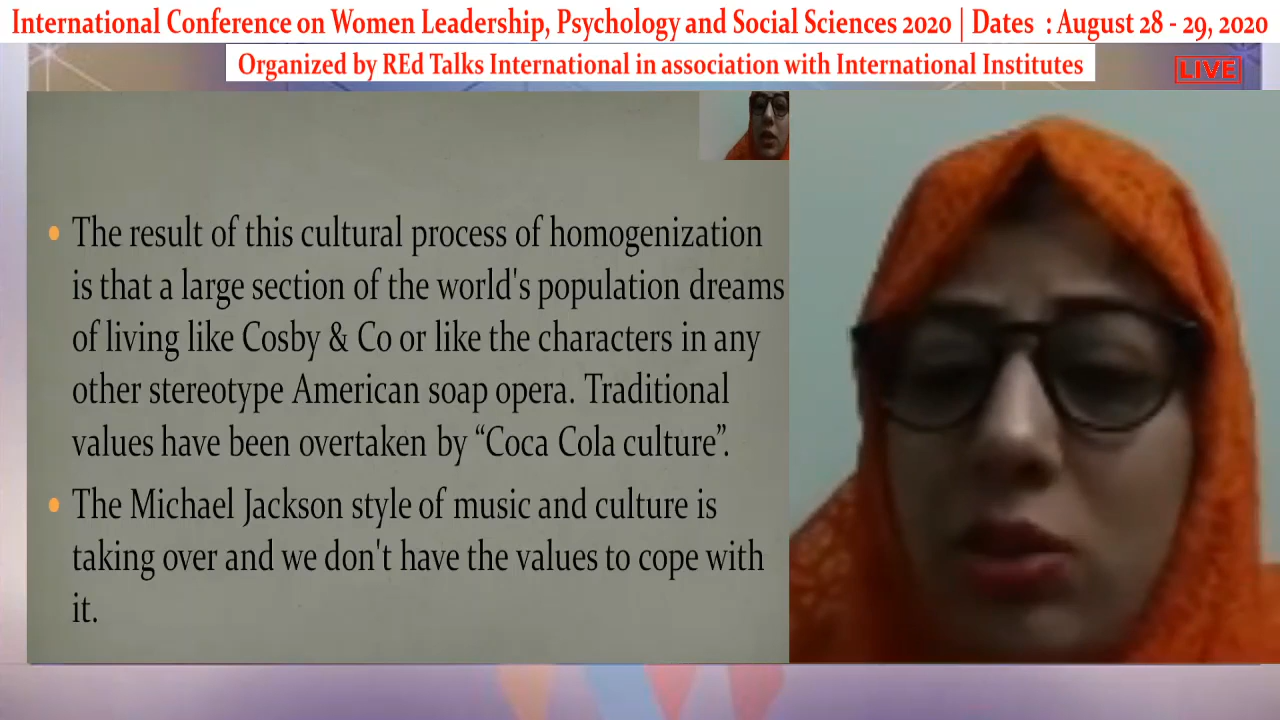 International Conference on Women Leadership, Psychology and Social Sciences 2020 | Dates : August 28 - 29, 2020
Organized by REd Talks International in association with International Institutes
LIVE
• The result of this cultural process of homogenization
is that a large section of the world's population dreams
of living like Cosby & Co or like the characters in any
other stereotype American soap opera. Traditional
values have been overtaken by “Coca Cola culture”.
• The Michael Jackson style of music and culture is
taking over and we don't have the values to cope with
it.